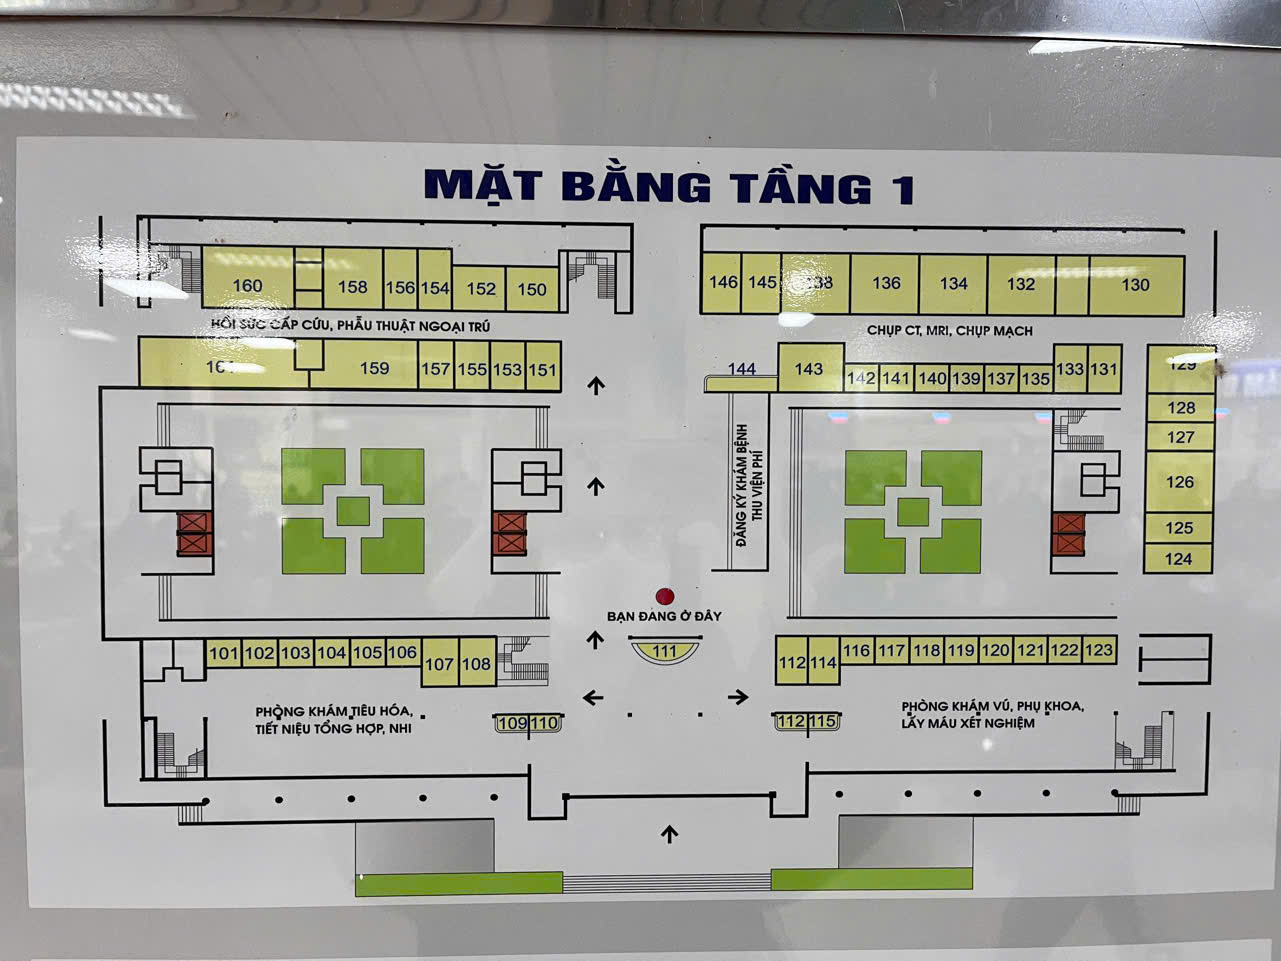 MẶT BẰNG TẦNG 1
160 158 156 154 152 150
146 145 138 136 134 132 130
HỒI SỨC CẤP CỨU, PHẪU THUẬT NGOẠI TRÚ
CHỤP CT, MRI, CHỤP MẠCH
159 157 155 153 151
144 143 142 141 140 139 137 135 133 131 129
128
127
126
125
124
ĐĂNG KÝ KHÁM BỆNH
THU VIỆN PHÍ
BẠN ĐANG Ở ĐÂY
111
101 102 103 104 105 106 107 108
112 114 116 117 118 119 120 121 122 123
PHÒNG KHÁM TIÊU HÓA,
TIẾT NIỆU TỔNG HỢP, NHI
109 110
112 115
PHÒNG KHÁM VÚ, PHỤ KHOA,
LẤY MÁU XÉT NGHIỆM